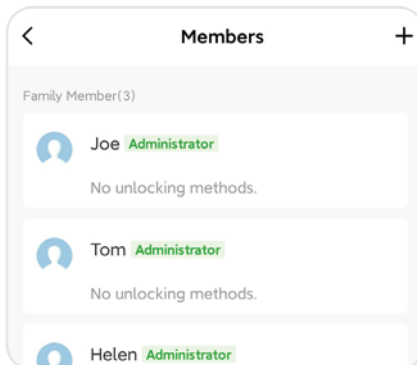 Members
Family Member(3)
Joe Administrator
No unlocking methods.
Tom Administrator
No unlocking methods.
Helen Administrator